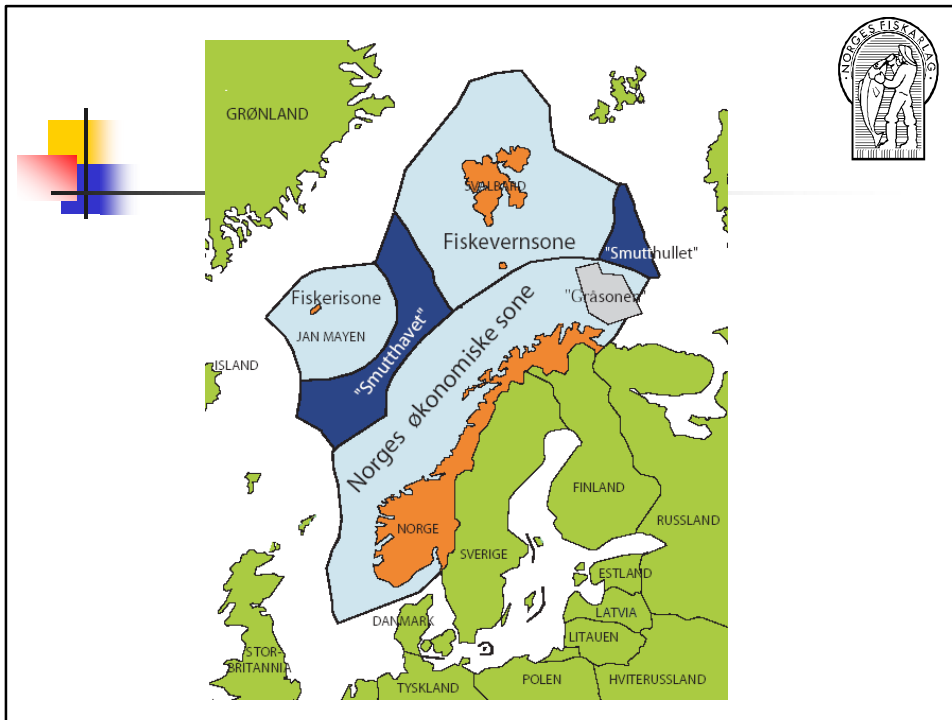 · NORGES FISKARLAG ·
GRØNLAND
SVALBARD
Fiskevernsone
"Smutthullet"
"Gråsonen"
Fiskerisone
JAN MAYEN
"Smutthavet"
ISLAND
Norges økonomiske sone
FINLAND
RUSSLAND
NORGE
SVERIGE
ESTLAND
LATVIA
DANMARK
LITAUEN
STOR-
BRITANNIA
POLEN
HVITERUSSLAND
TYSKLAND